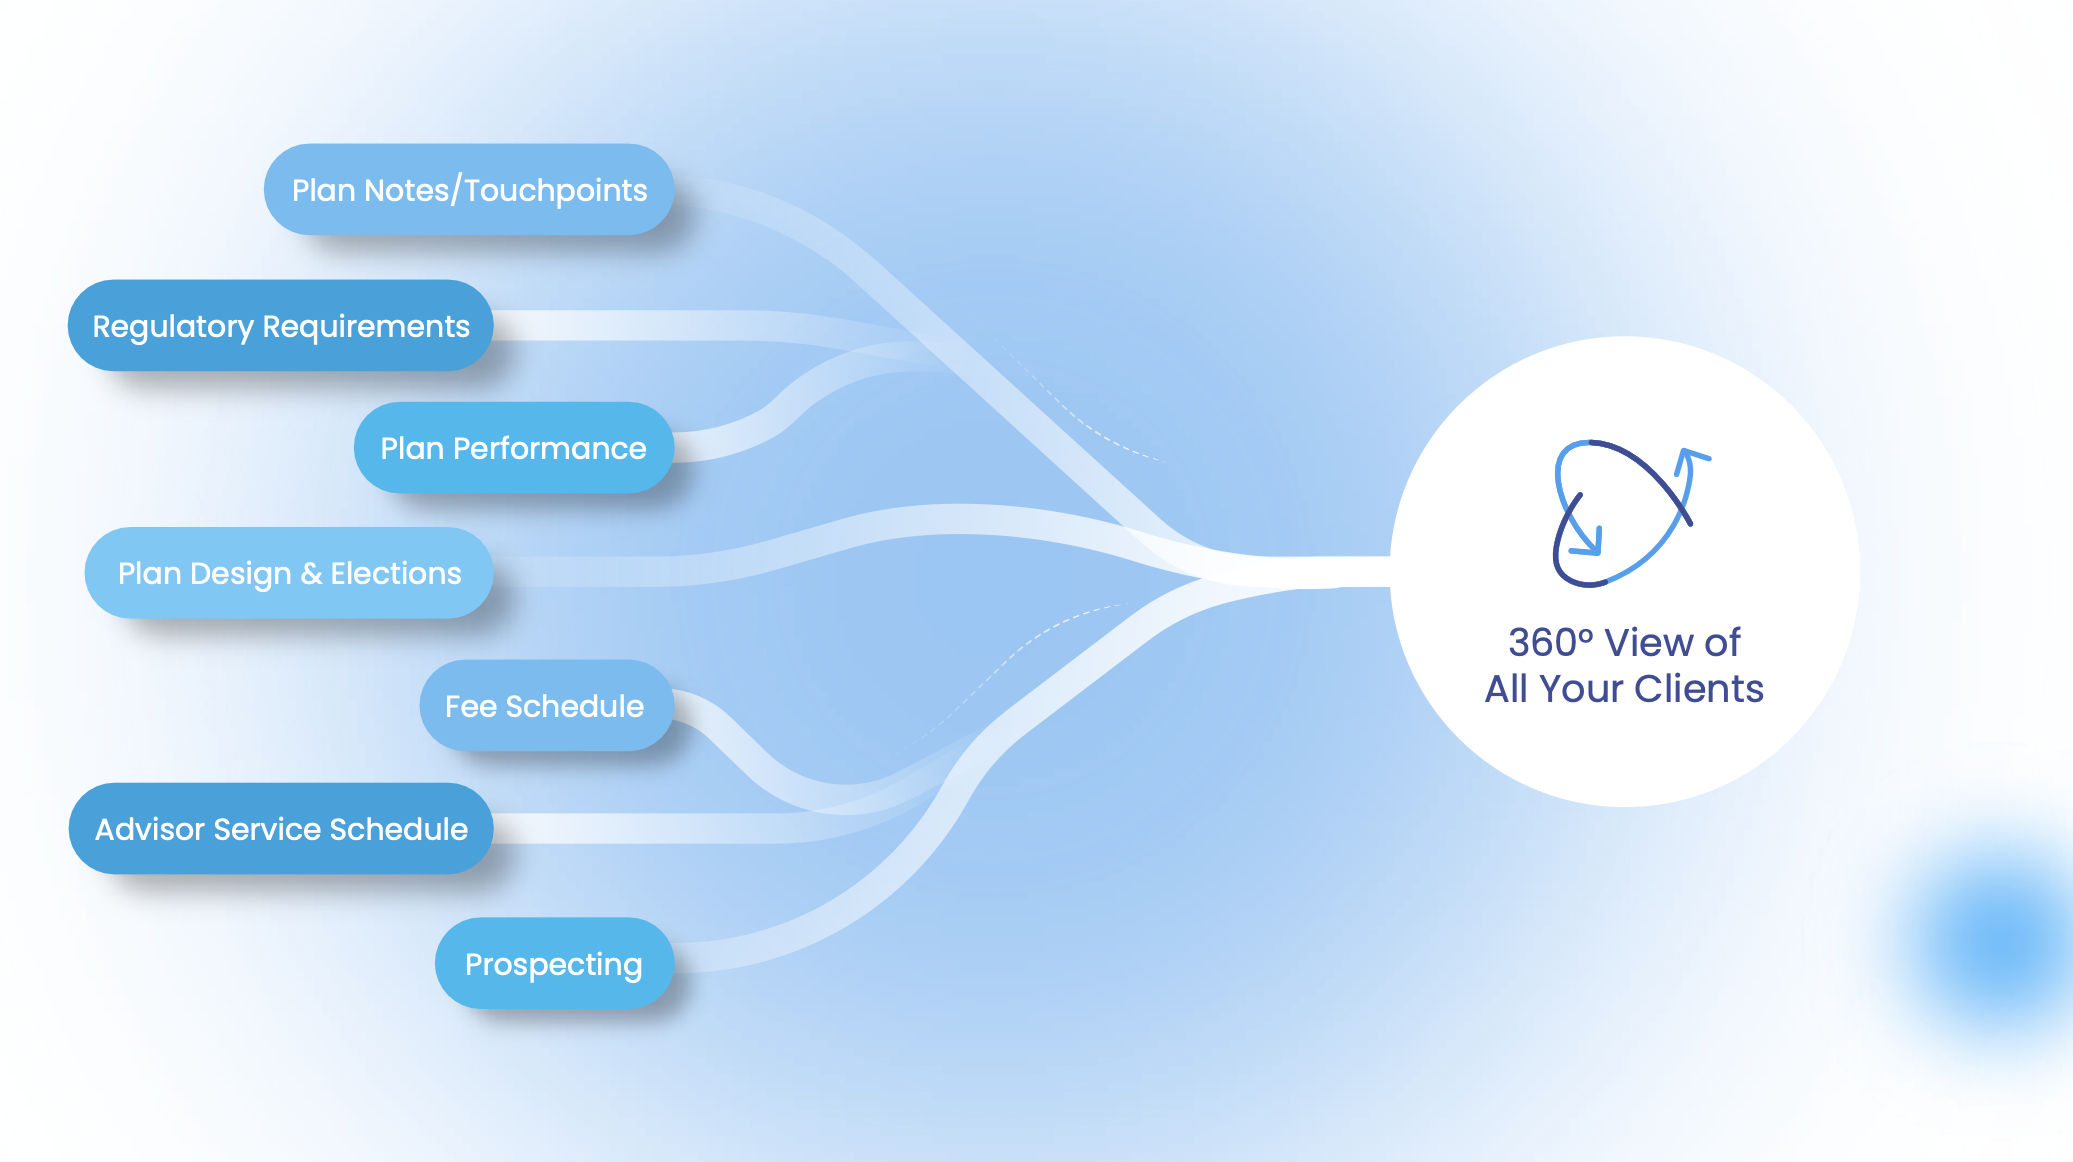 Plan Notes/Touchpoints
Regulatory Requirements
Plan Performance
Plan Design & Elections
Fee Schedule
Advisor Service Schedule
Prospecting
360° View of
All Your Clients